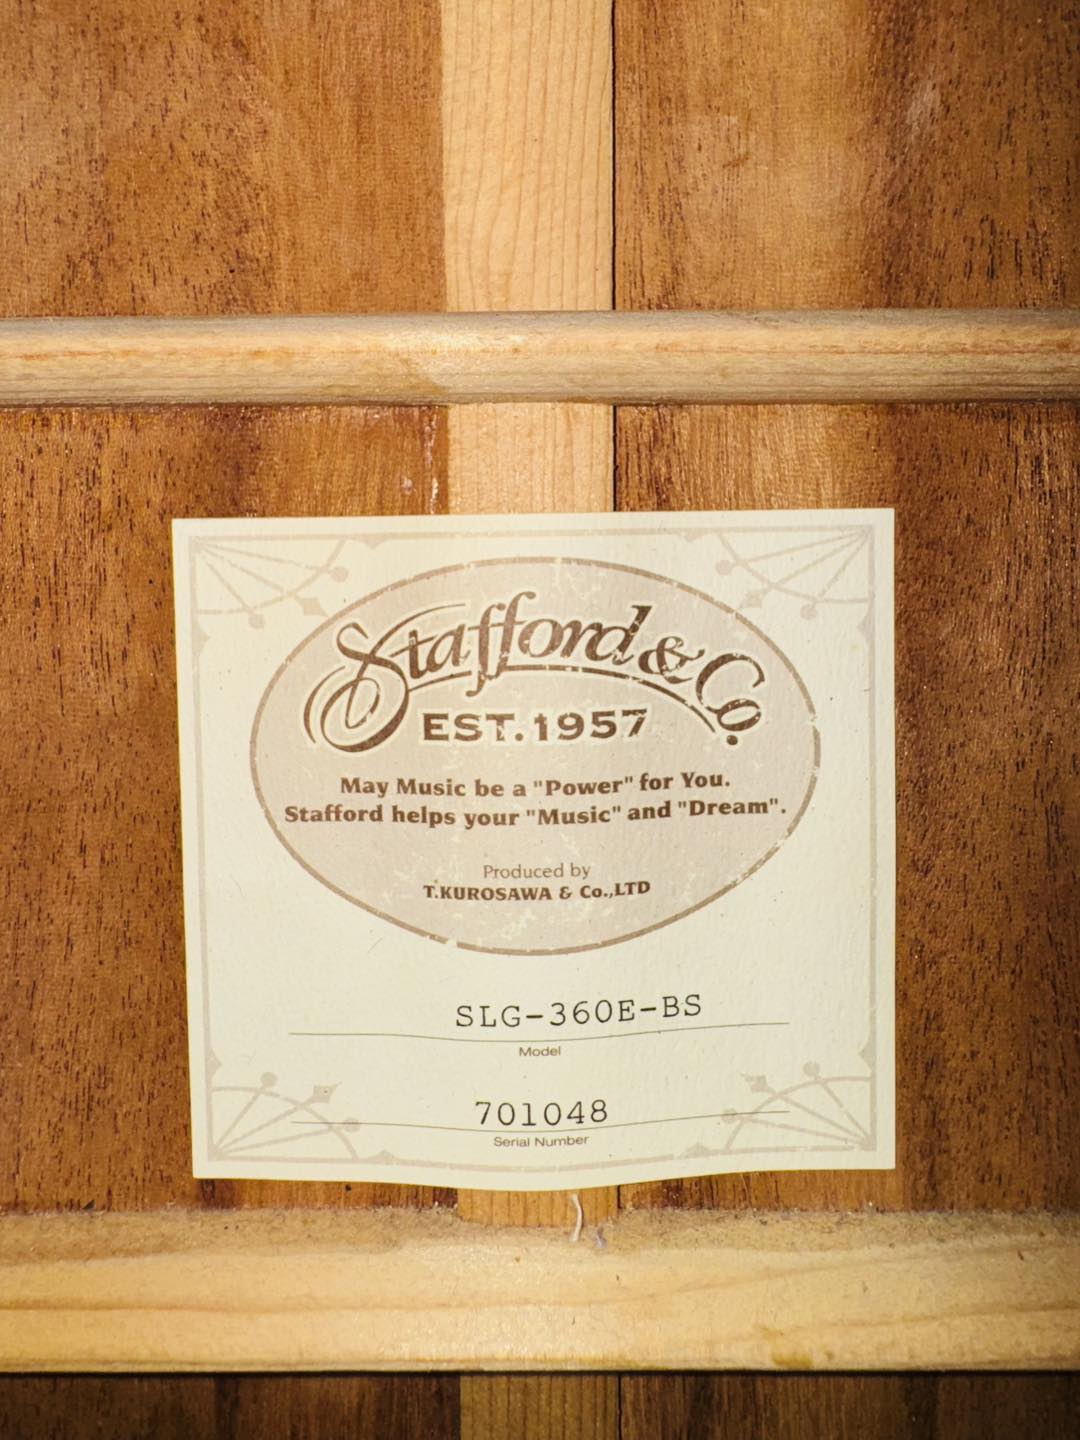 Stafford & Co.
EST. 1957
May Music be a "Power" for You.
Stafford helps your "Music" and "Dream".
Produced by
T.KUROSAWA & Co.,LTD
SLG-360E-BS
Model
701048
Serial Number